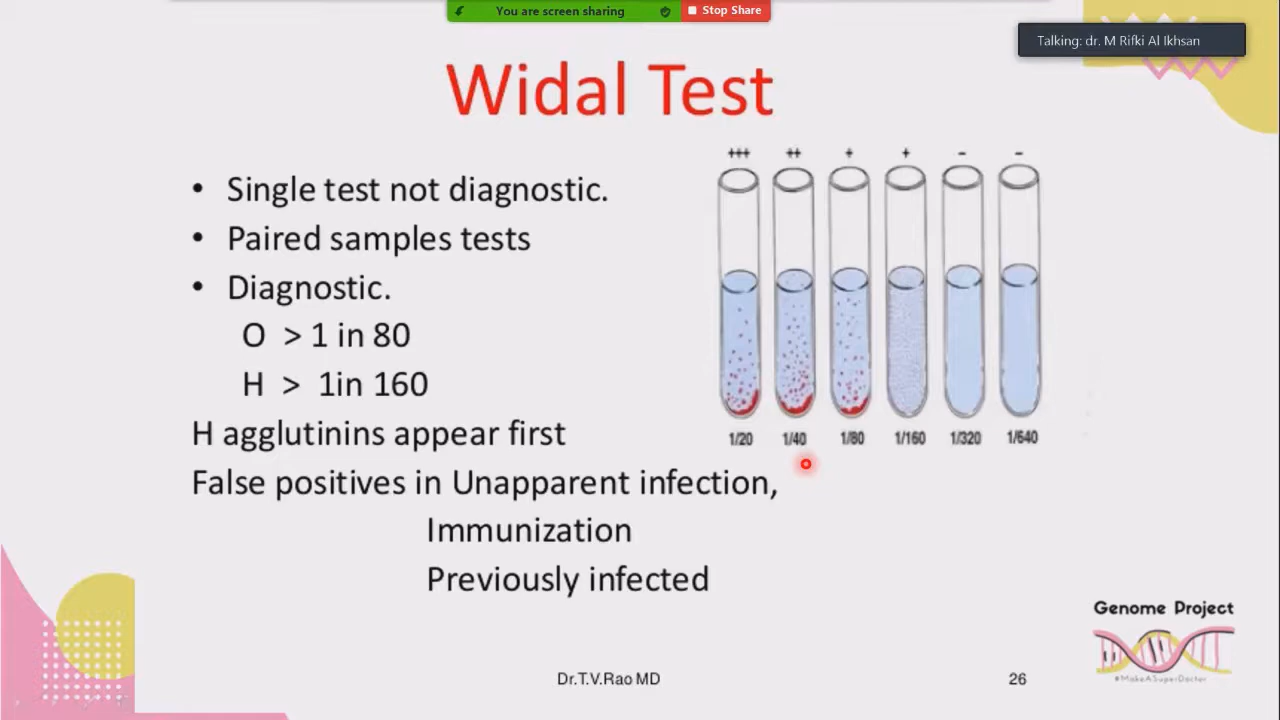 You are screen sharing
Stop Share
Talking: dr. M Rifki Al Ikhsan
Widal Test
• Single test not diagnostic.
• Paired samples tests
• Diagnostic.
O > 1 in 80
H > 1in 160
H agglutinins appear first
False positives in Unapparent infection,
Immunization
Previously infected
+++ ++ + + – –
1/20 1/40 1/80 1/160 1/320 1/640
Genome Project
#MakeASuperDoctor
Dr.T.V.Rao MD
26